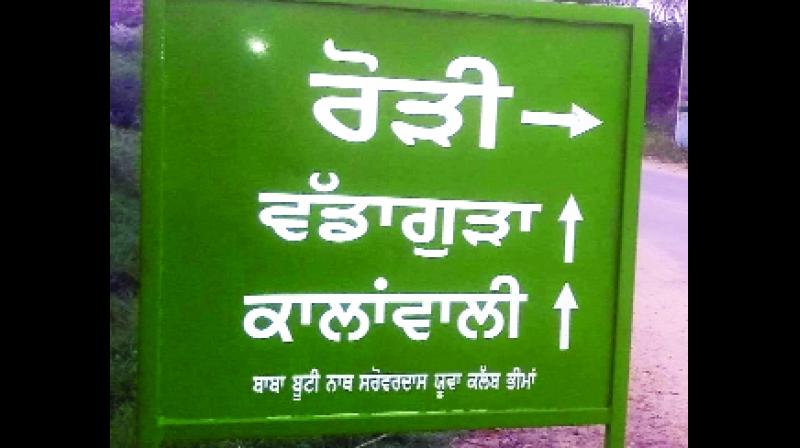 ਰੋੜੀ →
ਵੱਡਾਗੁੜਾ ↑
ਕਾਲਾਂਵਾਲੀ ↑
ਬਾਬਾ ਬੂਟੀ ਨਾਥ ਸਰੋਵਰਦਾਸ ਯੂਵਾ ਕਲੱਬ ਭੀਮਾਂ